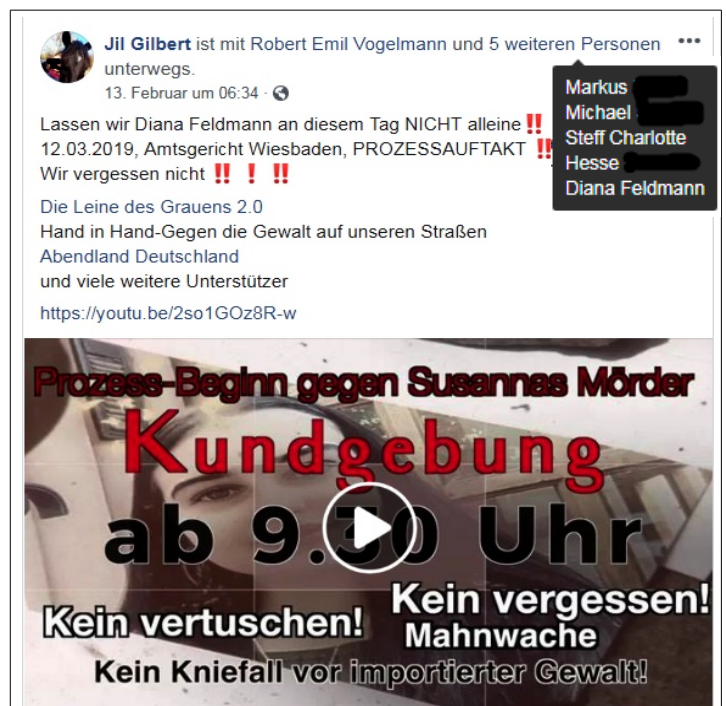 Jil Gilbert ist mit Robert Emil Vogelmann und 5 weiteren Personen
unterwegs.
13. Februar um 06:34 ·
Markus
Michael
Steff Charlotte
Hesse
Diana Feldmann
Lassen wir Diana Feldmann an diesem Tag NICHT alleine ‼
12.03.2019, Amtsgericht Wiesbaden, PROZESSAUFTAKT ‼
Wir vergessen nicht ‼ ❗ ‼
Die Leine des Grauens 2.0
Hand in Hand-Gegen die Gewalt auf unseren Straßen
Abendland Deutschland
und viele weitere Unterstützer
https://youtu.be/2so1GOz8R-w
Prozess-Beginn gegen Susannas Mörder
Kundgebung
ab 9.30 Uhr
Kein vertuschen!
Kein vergessen!
Mahnwache
Kein Kniefall vor importierter Gewalt!